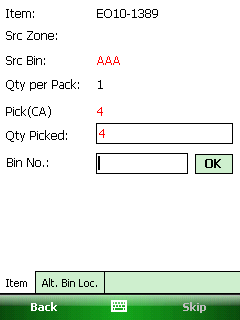 Item: EO10-1389
Src Zone:
Src Bin: AAA
Qty per Pack: 1
Pick(CA) 4
Qty Picked: 4
Bin No.: OK
Item Alt. Bin Loc.
Back Skip